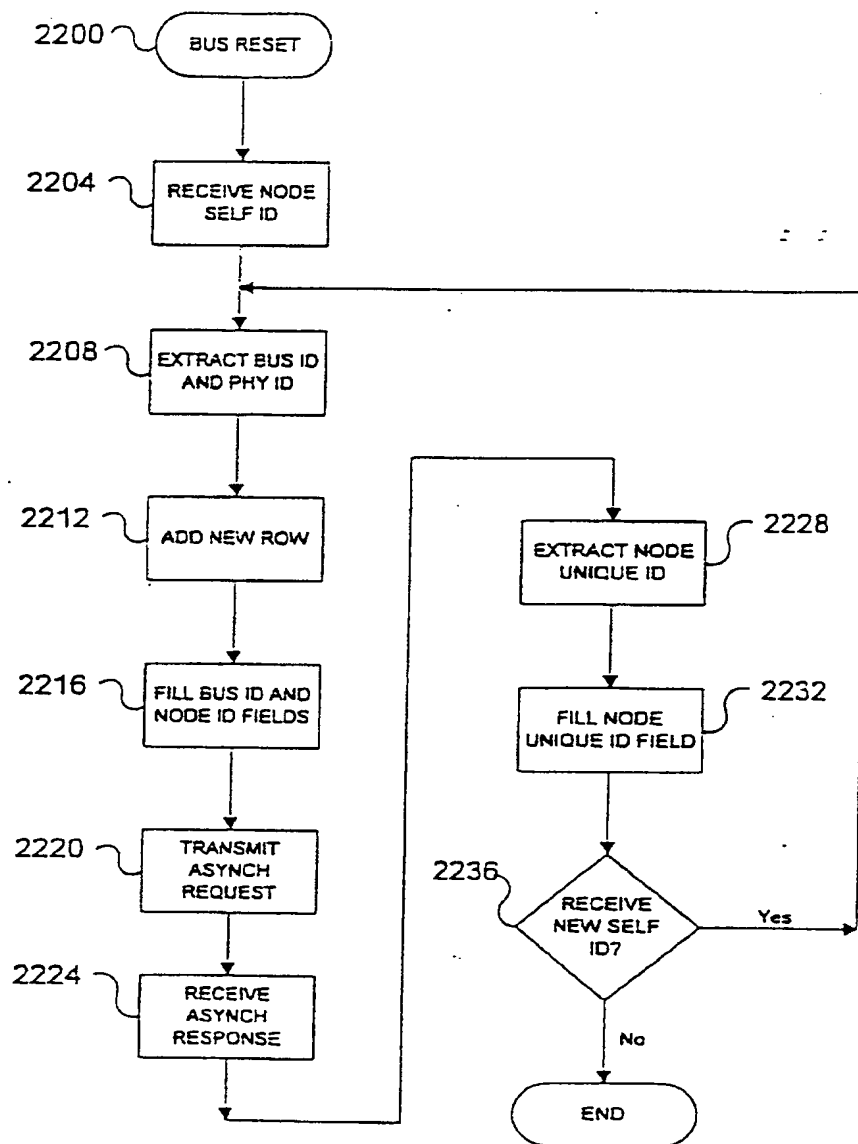 2200
BUS RESET
2204
RECEIVE NODE
SELF ID
2208
EXTRACT BUS ID
AND PHY ID
2212
ADD NEW ROW
2216
FILL BUS ID AND
NODE ID FIELDS
2220
TRANSMIT
ASYNCH
REQUEST
2224
RECEIVE
ASYNCH
RESPONSE
2228
EXTRACT NODE
UNIQUE ID
2232
FILL NODE
UNIQUE ID FIELD
2236
RECEIVE
NEW SELF
ID?
Yes
No
END